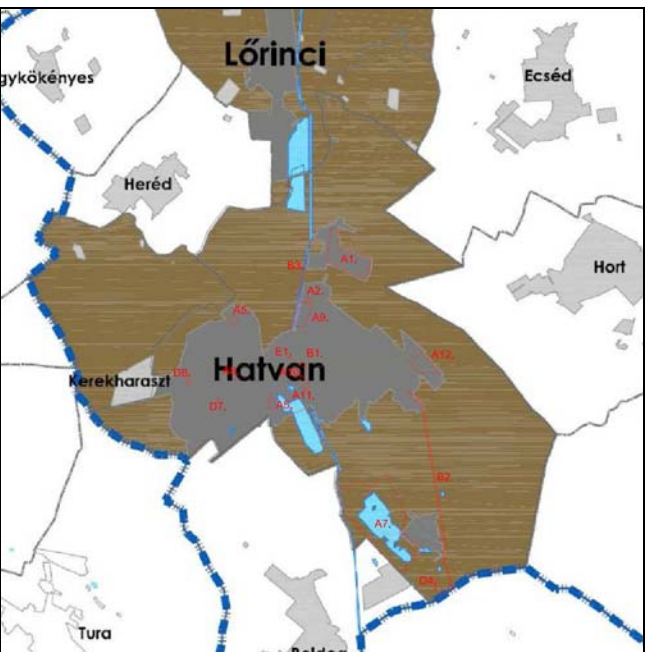 Lőrinci
Ecséd
gykökényes
Heréd
Hort
A1.
B3.
A2.
A5.
A9.
E1.
B1.
A12.
Hatvan
Kerekharaszt
D8.
D7.
A11.
B2.
A7.
D4.
Tura